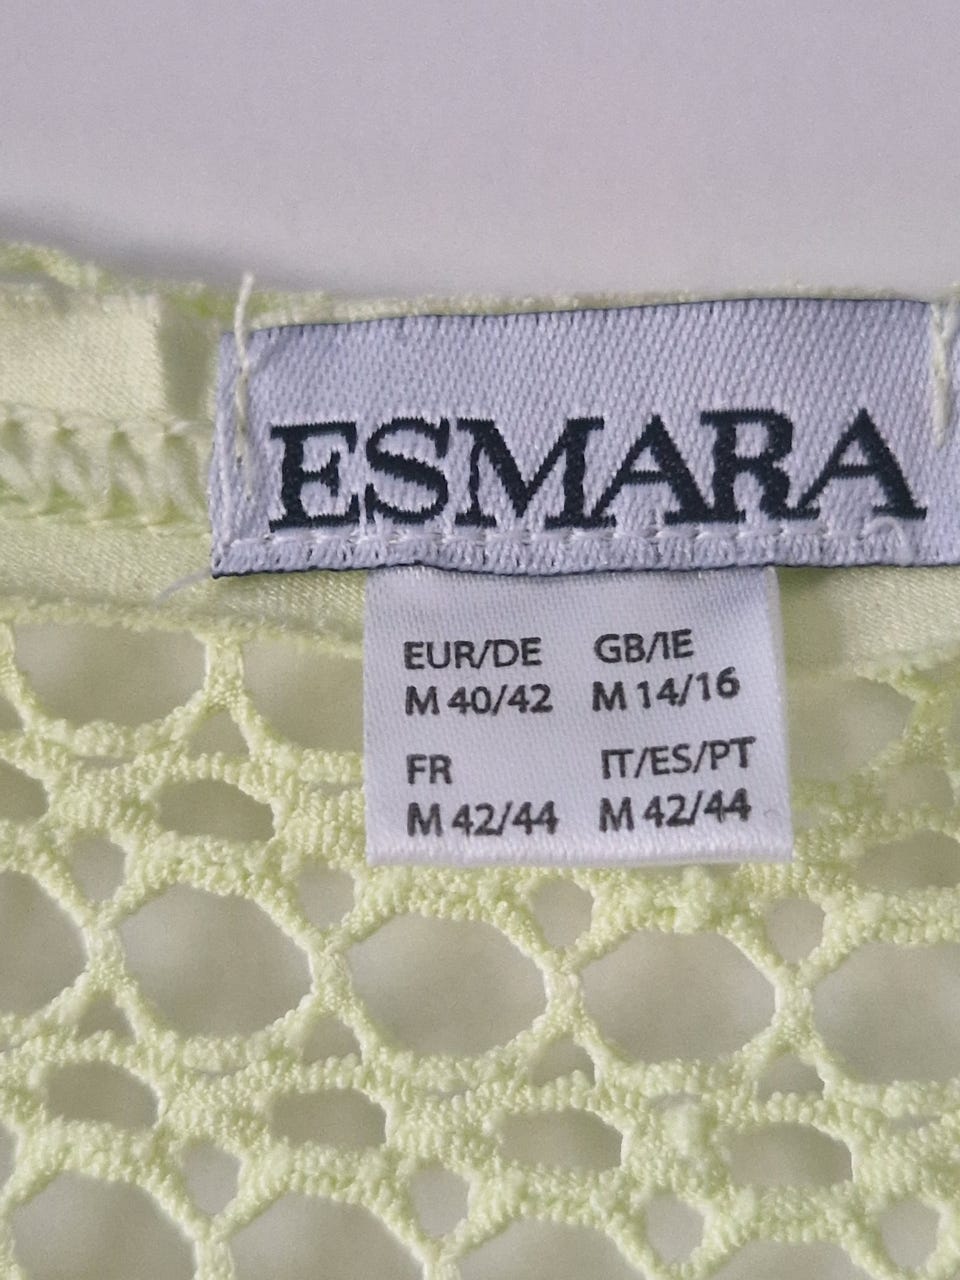 ESMARA
EUR/DE GB/IE
M 40/42 M 14/16
FR IT/ES/PT
M 42/44 M 42/44